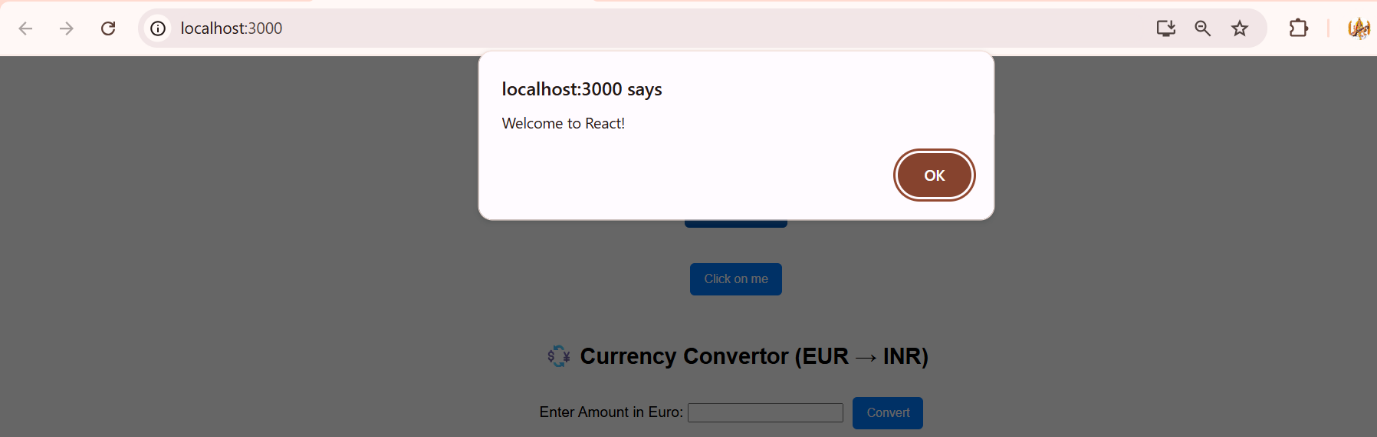 localhost:3000
localhost:3000 says
Welcome to React!
OK
Click on me
💱 Currency Convertor (EUR → INR)
Enter Amount in Euro: Convert